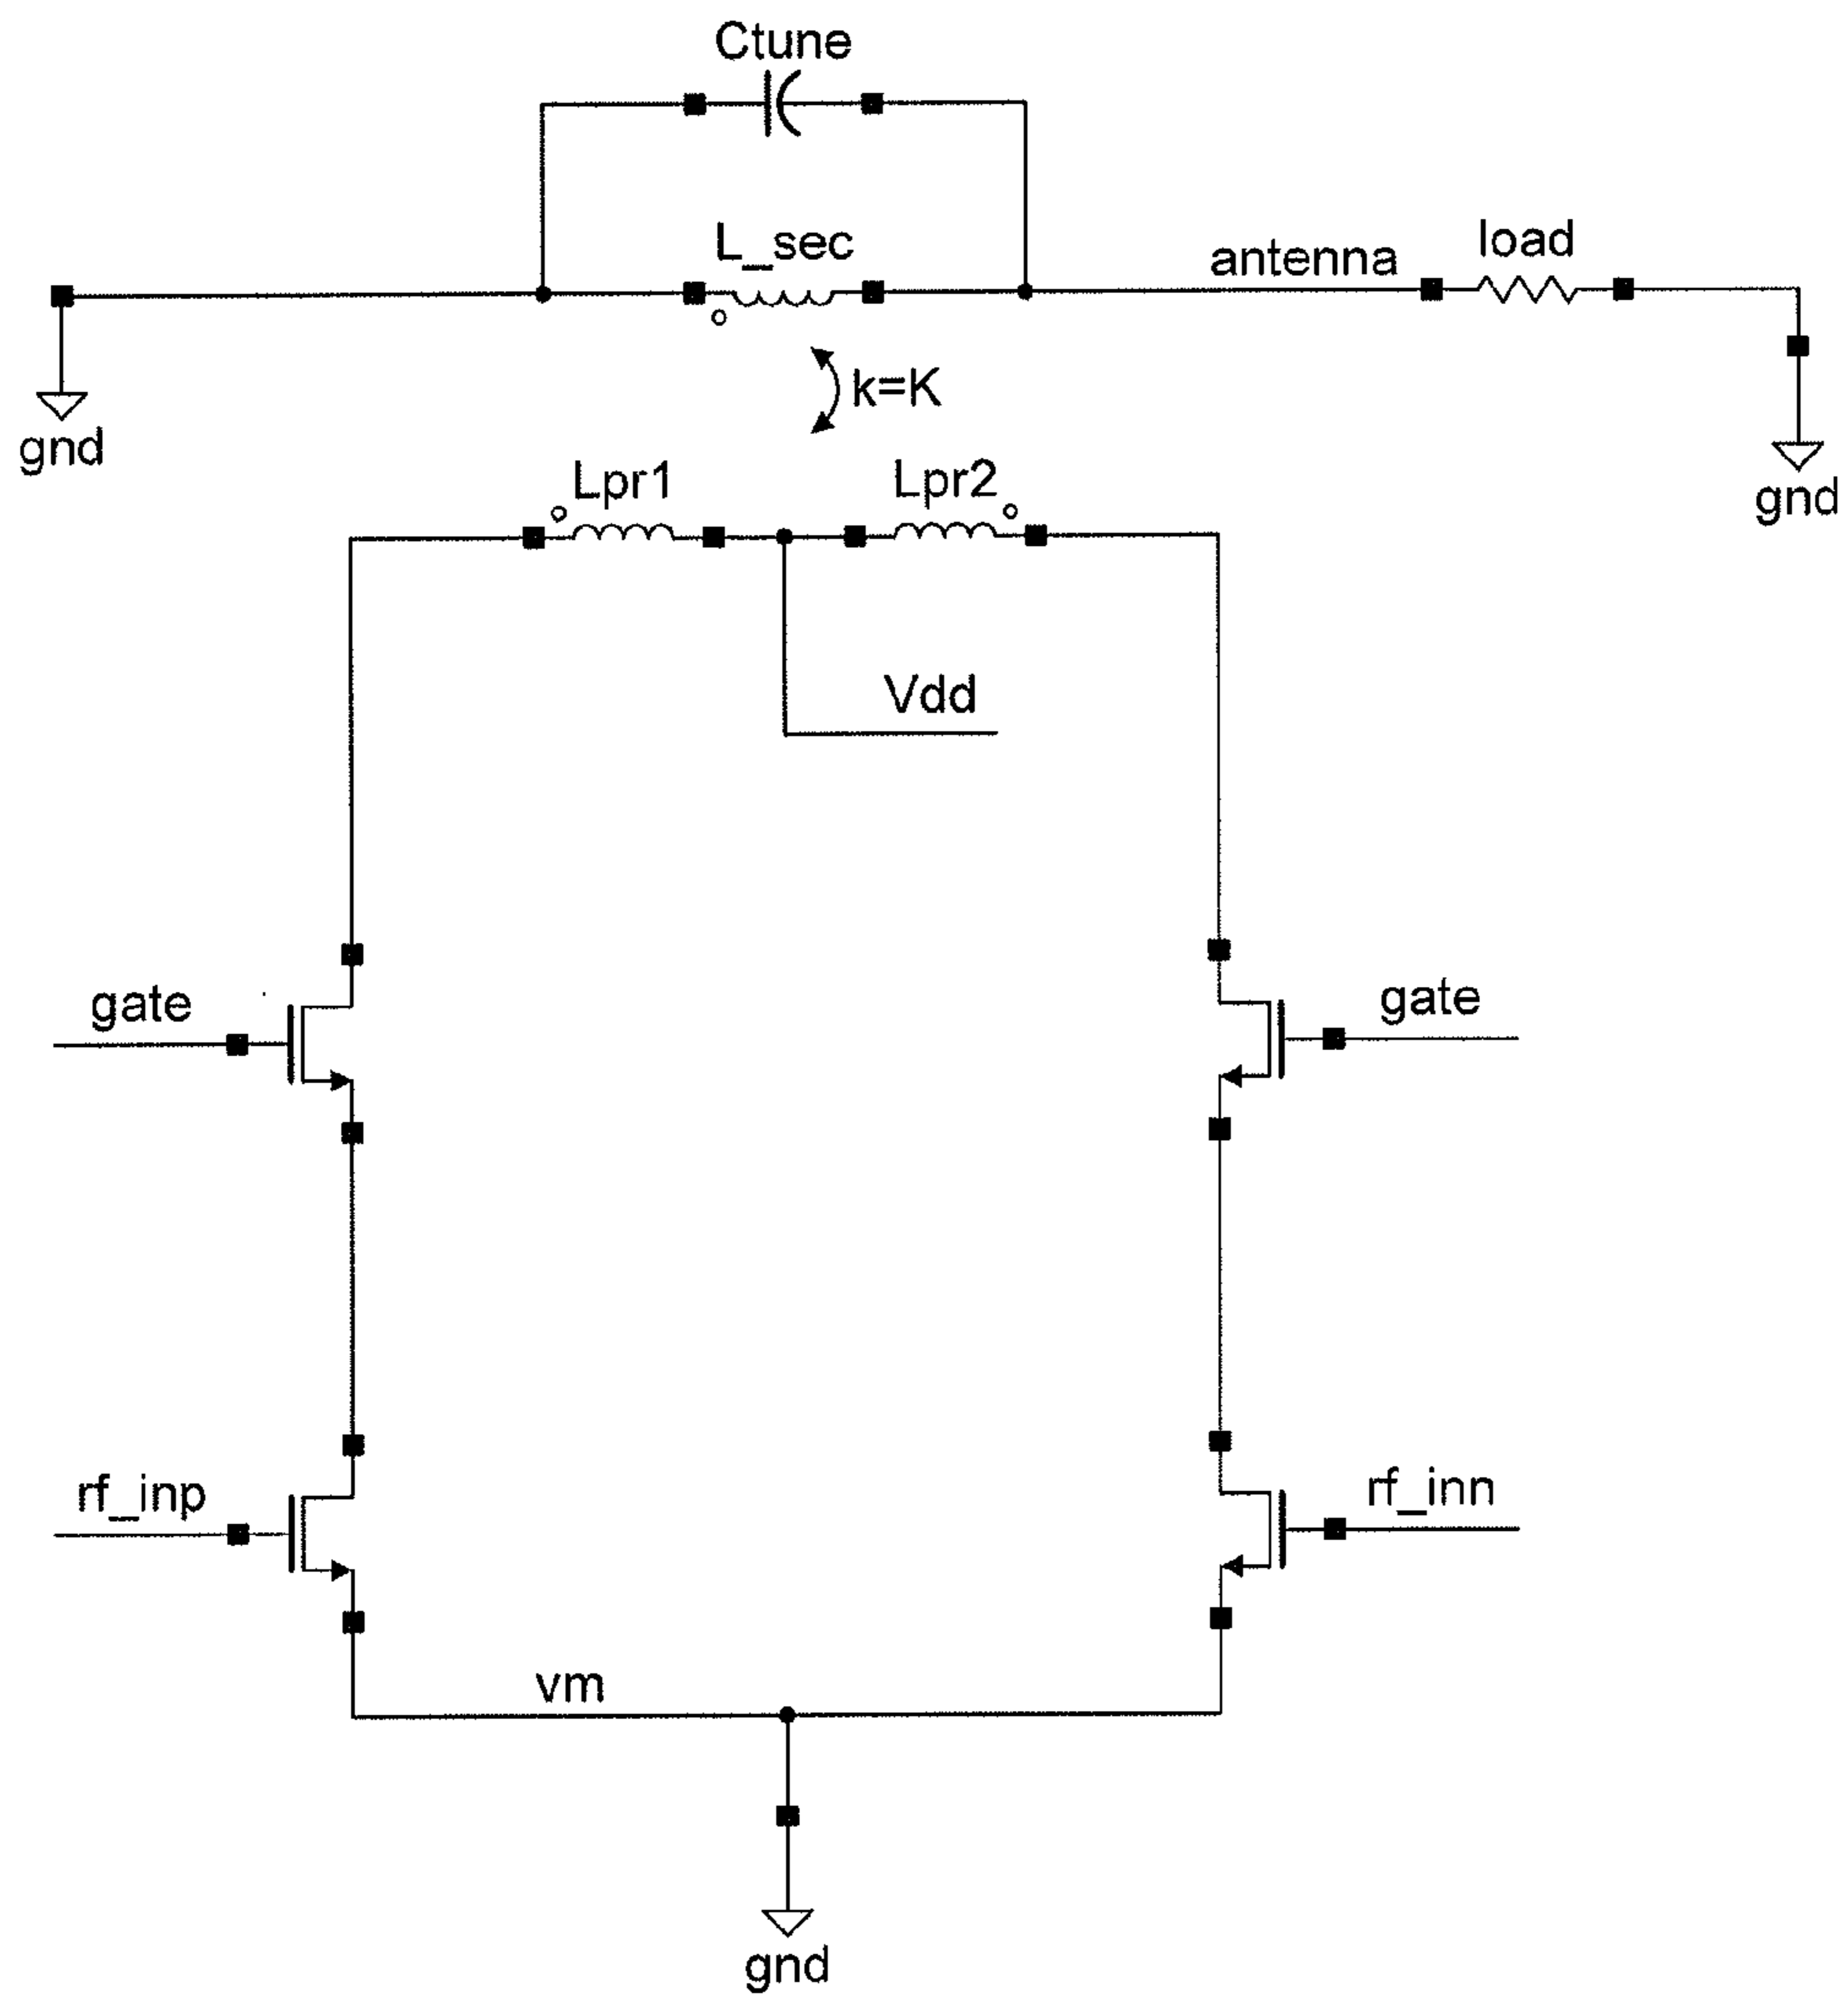 Ctune
L_sec
antenna
load
gnd
k=K
gnd
Lpr1
Lpr2
Vdd
gate
gate
rf_inp
rf_inn
vm
gnd